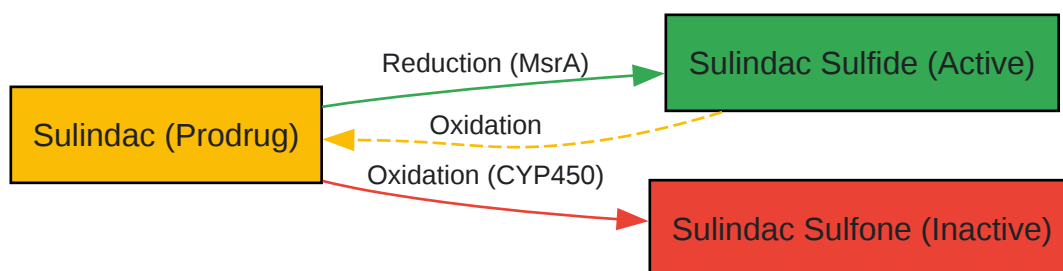 Reduction (MsrA)
Sulindac Sulfide (Active)
Sulindac (Prodrug)
Oxidation
Oxidation (CYP450)
Sulindac Sulfone (Inactive)